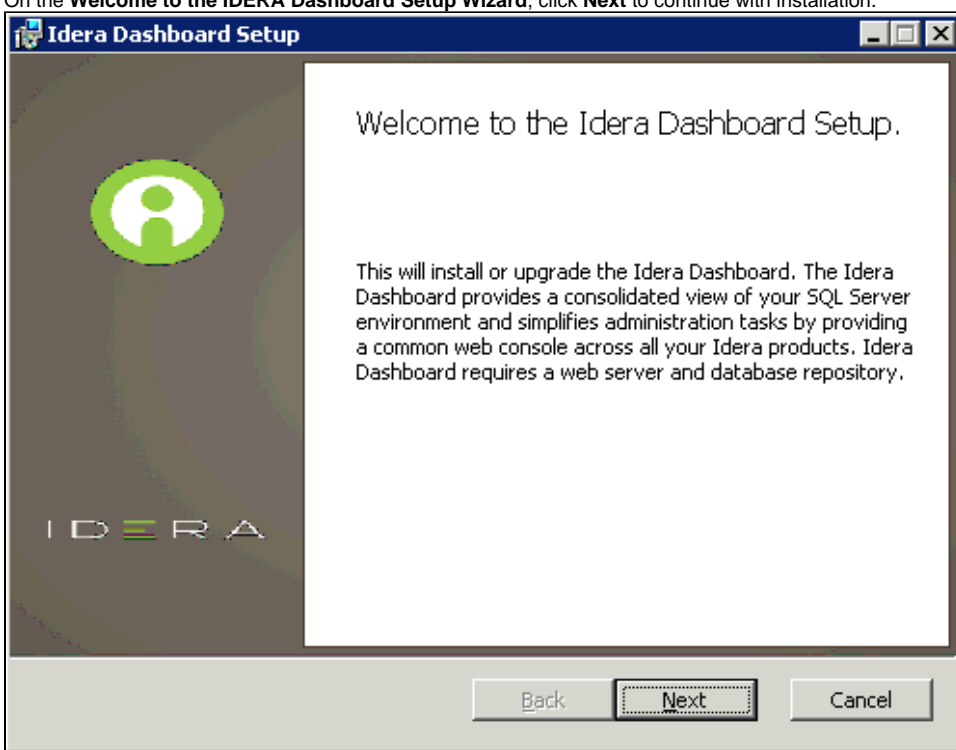 On the Welcome to the IDERA Dashboard Setup Wizard, click Next to continue with installation.
Idera Dashboard Setup
Welcome to the Idera Dashboard Setup.
This will install or upgrade the Idera Dashboard. The Idera
Dashboard provides a consolidated view of your SQL Server
environment and simplifies administration tasks by providing
a common web console across all your Idera products. Idera
Dashboard requires a web server and database repository.
IDERA
Back
Next
Cancel